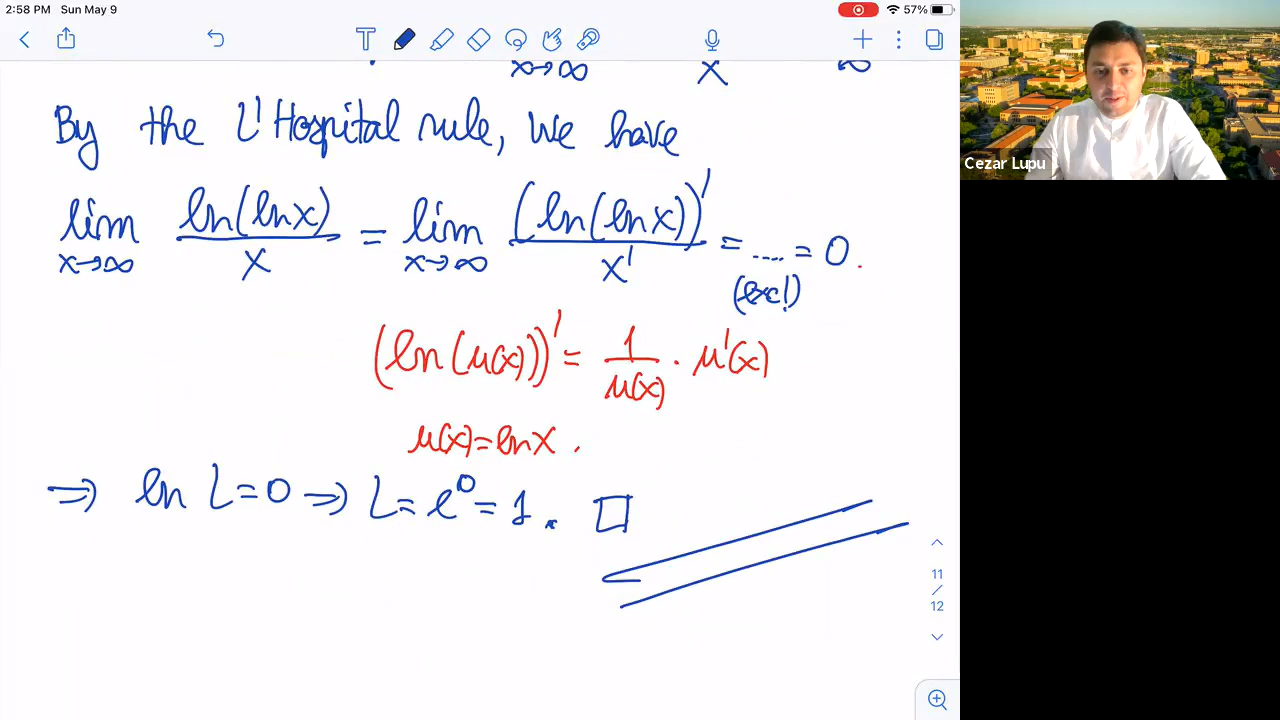 2:58 PM Sun May 9
57%
x→∞ x ∞
By the L'Hospital rule, we have
lim x→∞ ln(lnx)/x = lim x→∞ (ln(lnx))'/x' = .... = 0.
(exc!)
(ln(u(x)))' = 1/u(x) · u'(x)
u(x)=lnx.
⇒ ln L=0 ⇒ L= e^0 = 1. □
11
/
12
Cezar Lupu